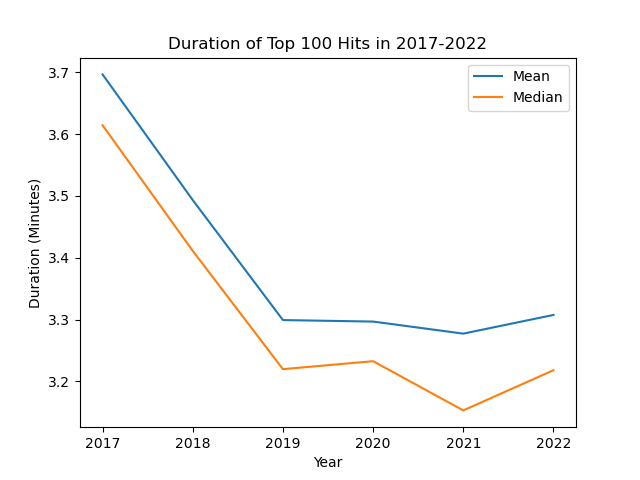 Duration of Top 100 Hits in 2017-2022
Mean
Median
3.7
3.6
3.5
3.4
3.3
3.2
Duration (Minutes)
2017 2018 2019 2020 2021 2022
Year